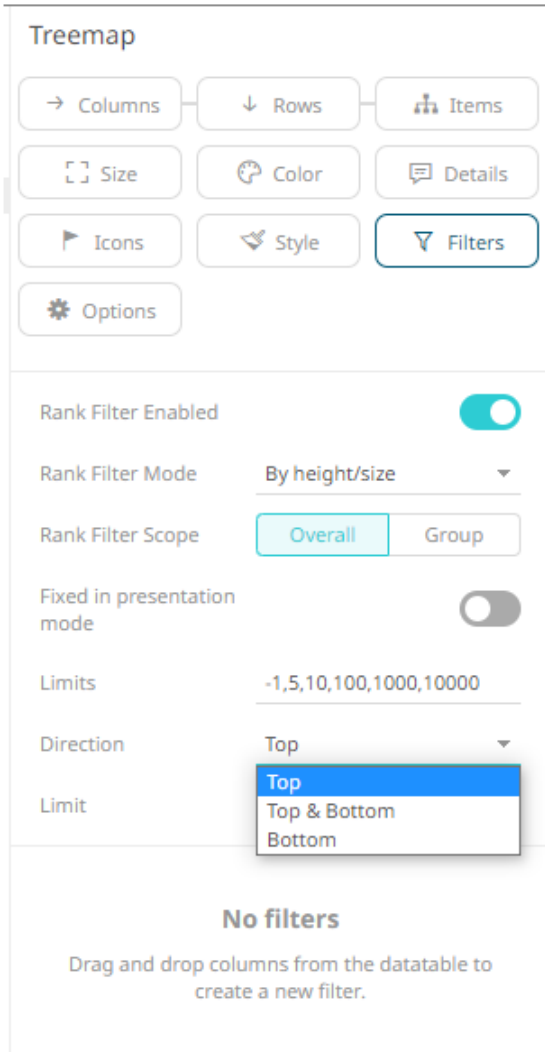 Treemap
Columns
Rows
Items
Size
Color
Details
Icons
Style
Filters
Options
Rank Filter Enabled
Rank Filter Mode
By height/size
Rank Filter Scope
Overall
Group
Fixed in presentation
mode
Limits
-1,5,10,100,1000,10000
Direction
Top
Top
Limit
Top & Bottom
Bottom
No filters
Drag and drop columns from the datatable to
create a new filter.